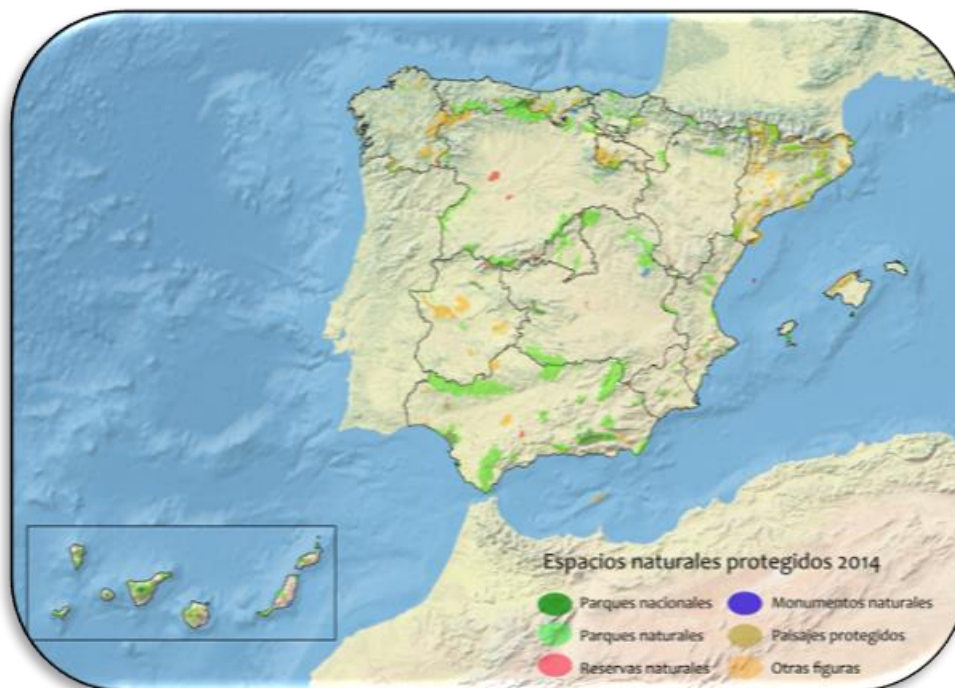 Espacios naturales protegidos 2014
Parques nacionales
Monumentos naturales
Parques naturales
Paisajes protegidos
Reservas naturales
Otras figuras